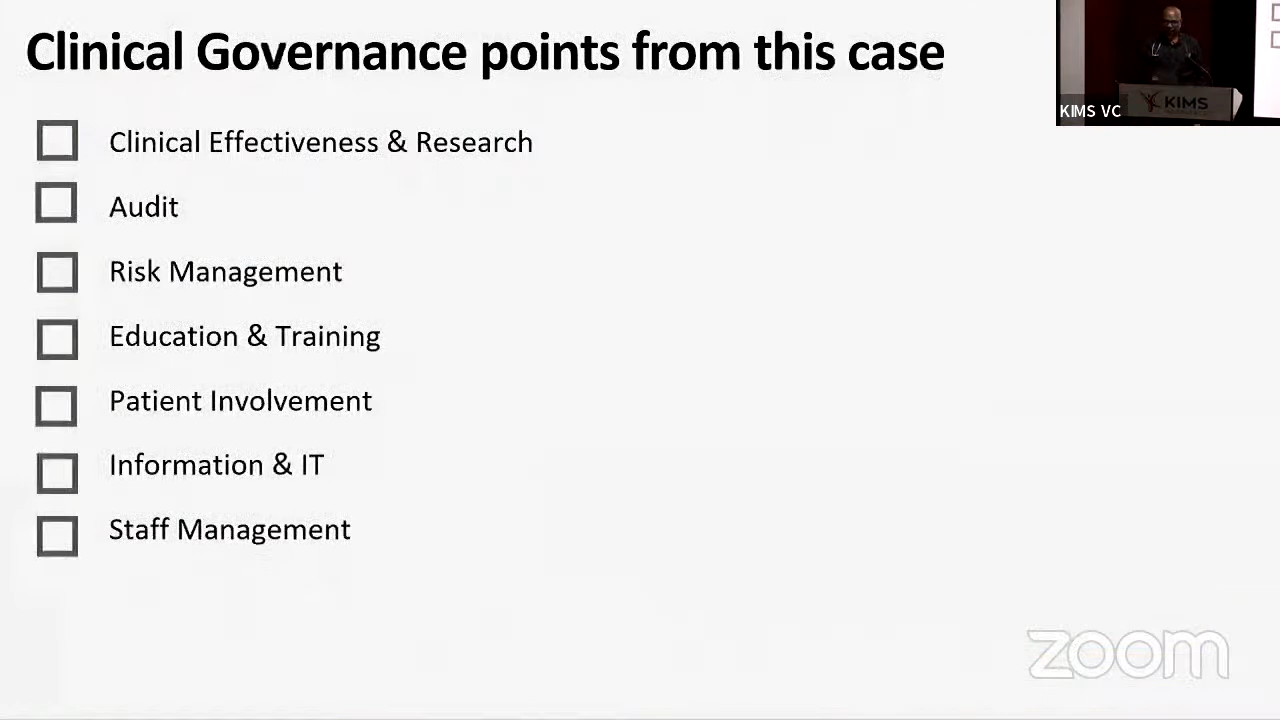 Clinical Governance points from this case
KIMS
KIMS VC
Clinical Effectiveness & Research
Audit
Risk Management
Education & Training
Patient Involvement
Information & IT
Staff Management
zoom